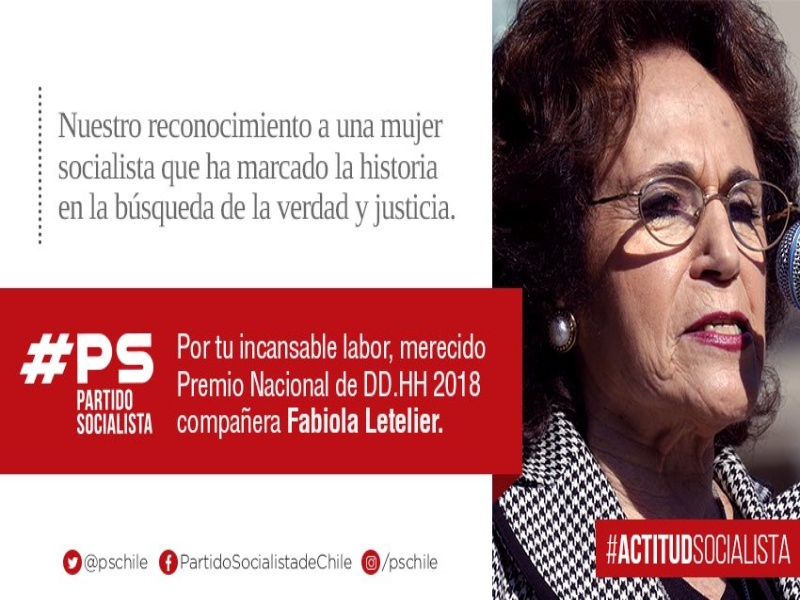 Nuestro reconocimiento a una mujer
socialista que ha marcado la historia
en la búsqueda de la verdad y justicia.
#PS
PARTIDO
SOCIALISTA
Por tu incansable labor, merecido
Premio Nacional de DD.HH 2018
compañera Fabiola Letelier.
@pschile PartidoSocialistadeChile /pschile
#ACTITUDSOCIALISTA